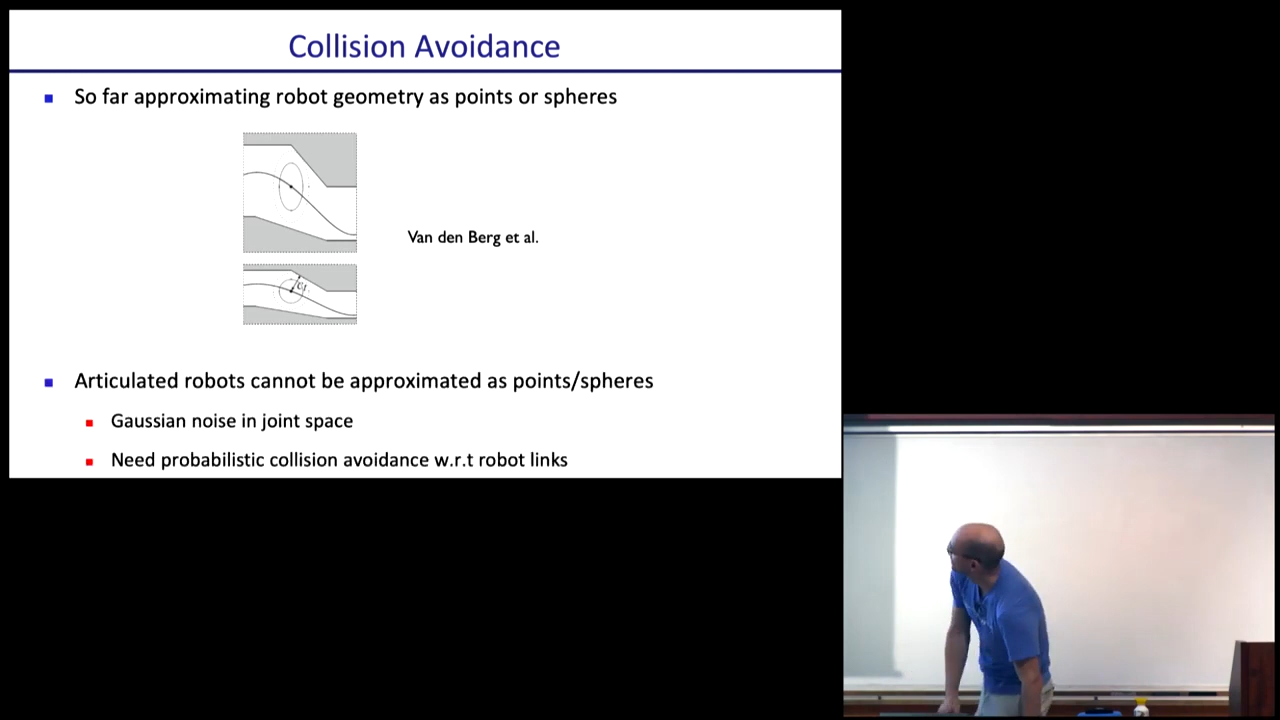 Collision Avoidance
So far approximating robot geometry as points or spheres
Van den Berg et al.
Articulated robots cannot be approximated as points/spheres
Gaussian noise in joint space
Need probabilistic collision avoidance w.r.t robot links